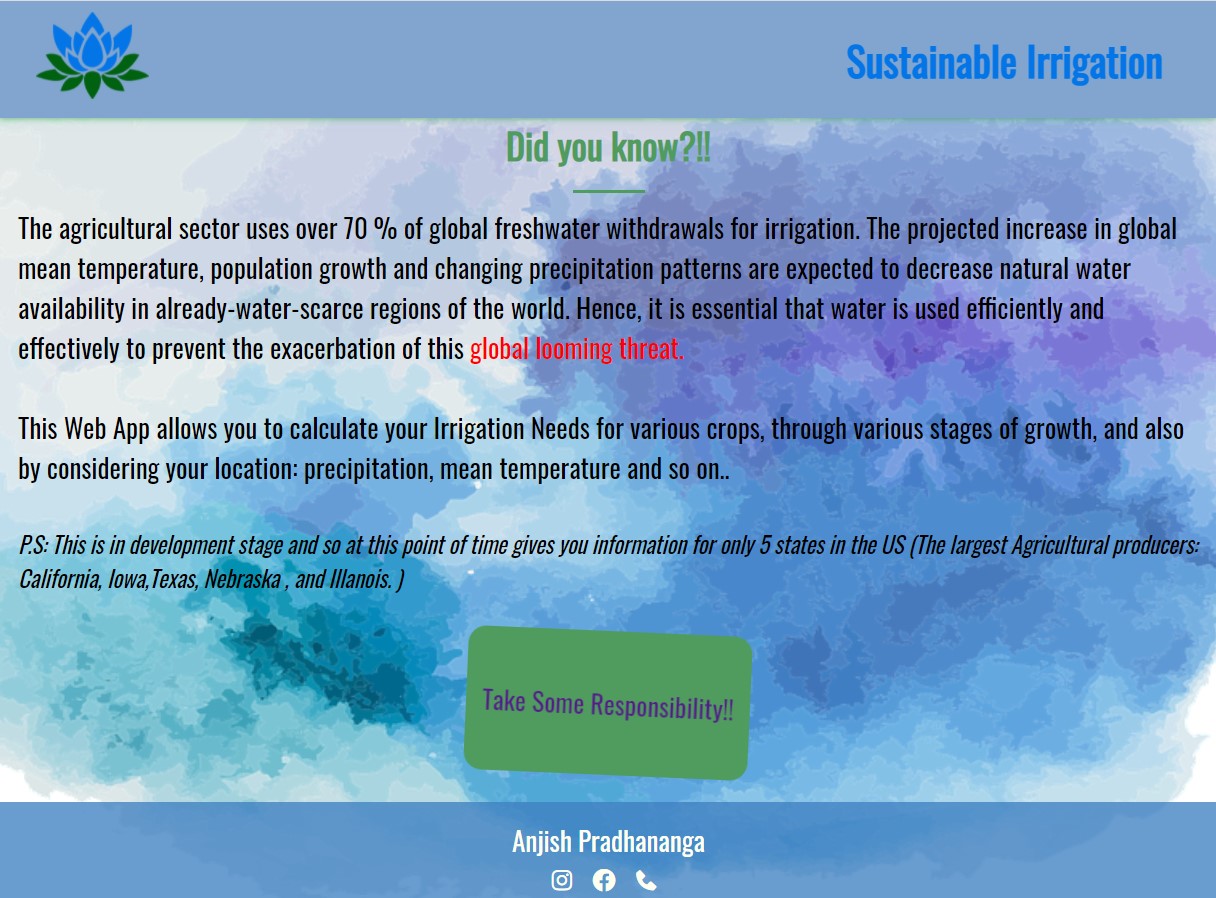 Sustainable Irrigation
Did you know?!!
The agricultural sector uses over 70 % of global freshwater withdrawals for irrigation. The projected increase in global
mean temperature, population growth and changing precipitation patterns are expected to decrease natural water
availability in already-water-scarce regions of the world. Hence, it is essential that water is used efficiently and
effectively to prevent the exacerbation of this global looming threat.
This Web App allows you to calculate your Irrigation Needs for various crops, through various stages of growth, and also
by considering your location: precipitation, mean temperature and so on..
P.S: This is in development stage and so at this point of time gives you information for only 5 states in the US (The largest Agricultural producers:
California, Iowa,Texas, Nebraska , and Illanois. )
Take Some Responsibility!!
Anjish Pradhananga